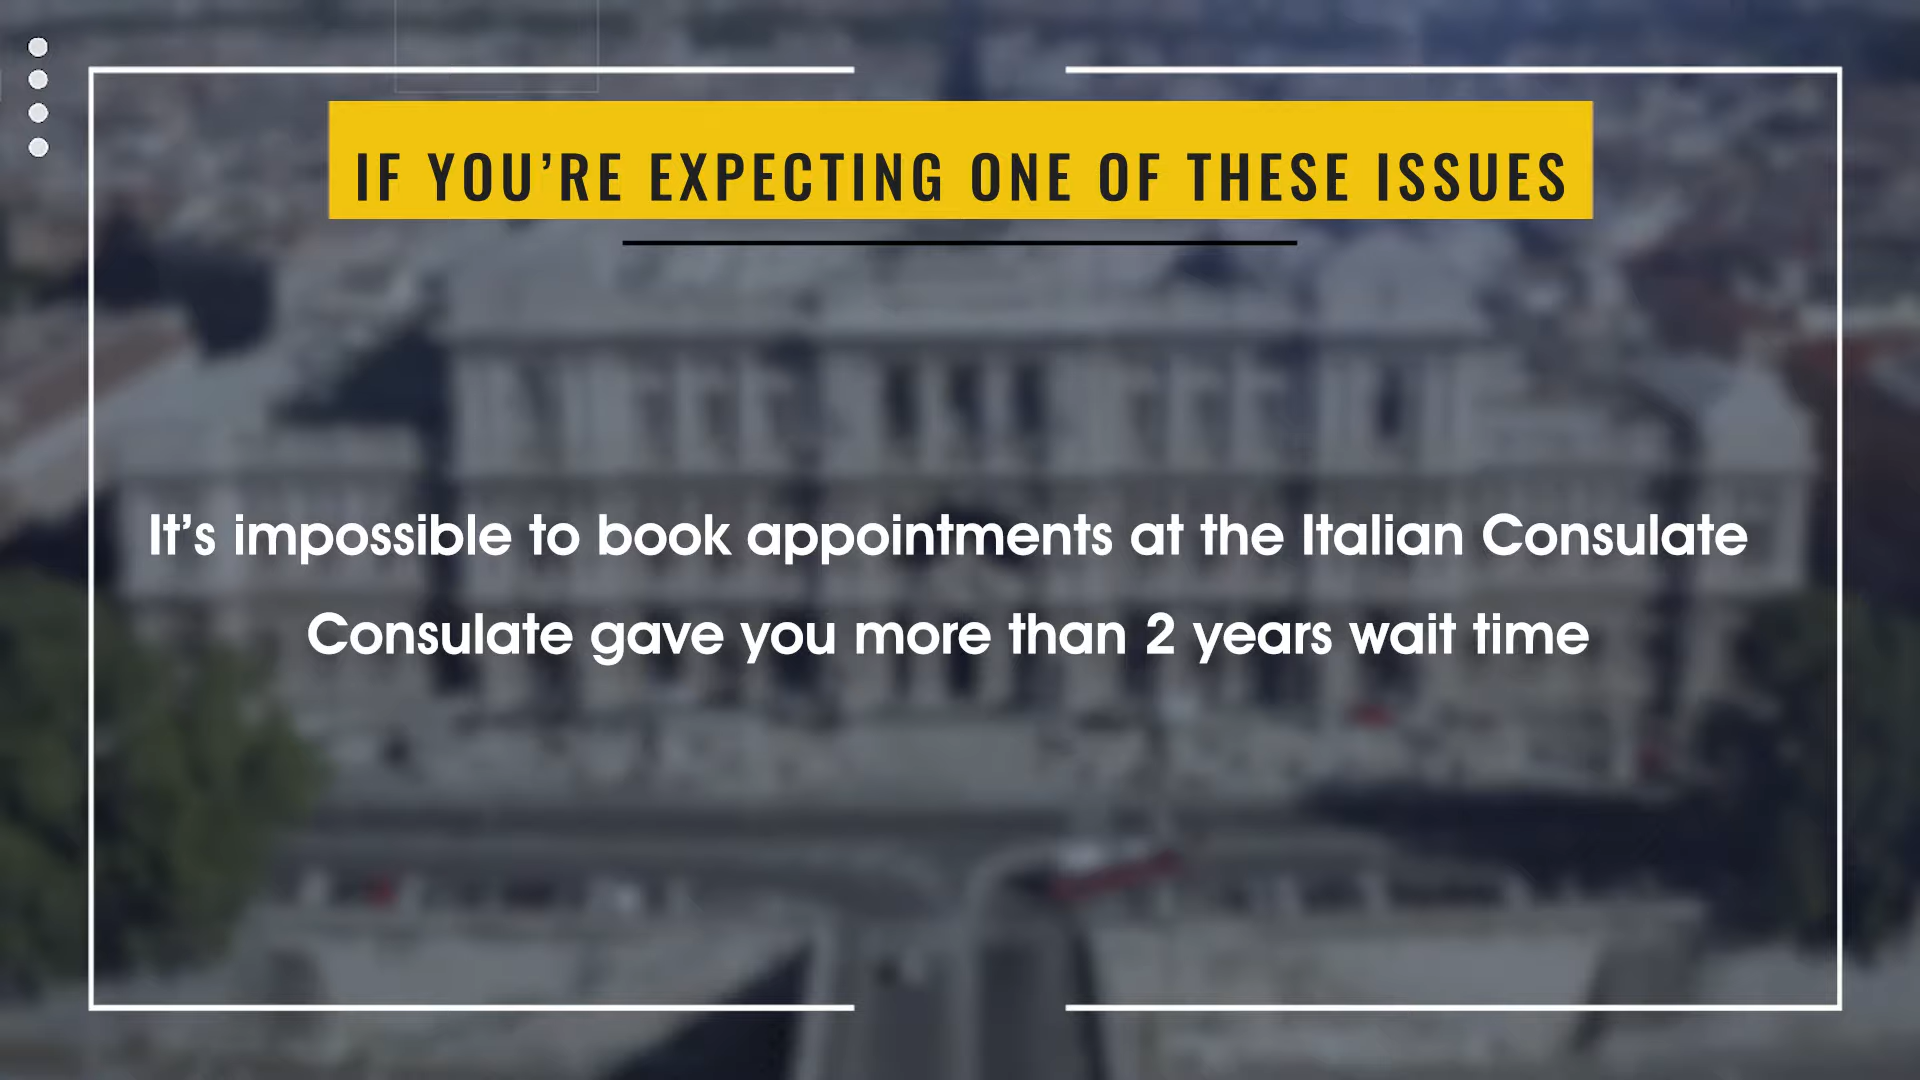 IF YOU’RE EXPECTING ONE OF THESE ISSUES
It’s impossible to book appointments at the Italian Consulate
Consulate gave you more than 2 years wait time